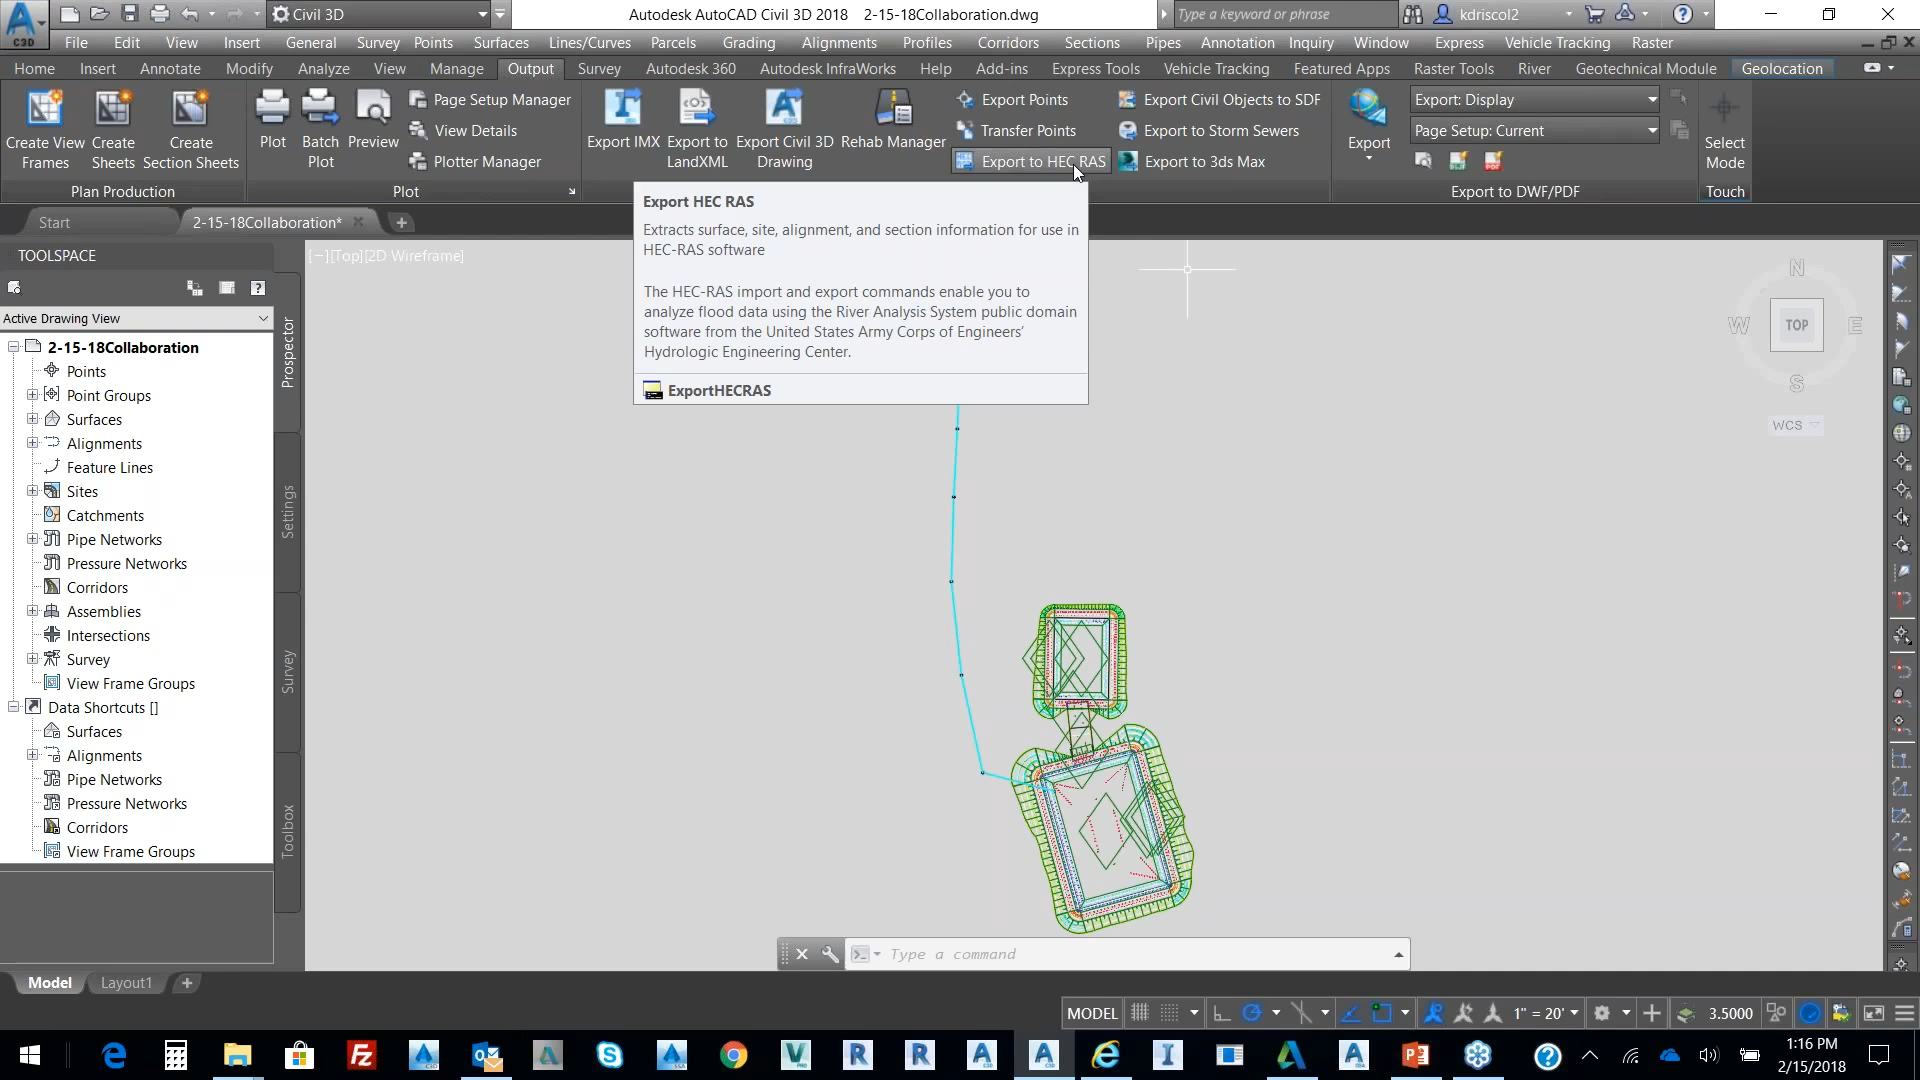 C3D
Civil 3D
Autodesk AutoCAD Civil 3D 2018 2-15-18Collaboration.dwg
Type a keyword or phrase
kdriscol2
File Edit View Insert General Survey Points Surfaces Lines/Curves Parcels Grading Alignments Profiles Corridors Sections Pipes Annotation Inquiry Window Express Vehicle Tracking Raster
Home Insert Annotate Modify Analyze View Manage Output Survey Autodesk 360 Autodesk InfraWorks Help Add-ins Express Tools Vehicle Tracking Featured Apps Raster Tools River Geotechnical Module Geolocation
Create View Frames
Create Sheets
Create Section Sheets
Plan Production
Plot
Batch Plot
Preview
Page Setup Manager
View Details
Plotter Manager
Plot
Export IMX
Export to LandXML
Export Civil 3D Drawing
Rehab Manager
Export Points
Transfer Points
Export to HEC RAS
Export Civil Objects to SDF
Export to Storm Sewers
Export to 3ds Max
Export
Export: Display
Page Setup: Current
Export to DWF/PDF
Select Mode
Touch
Start
2-15-18Collaboration*
Export HEC RAS
Extracts surface, site, alignment, and section information for use in
HEC-RAS software
The HEC-RAS import and export commands enable you to
analyze flood data using the River Analysis System public domain
software from the United States Army Corps of Engineers'
Hydrologic Engineering Center.
ExportHECRAS
TOOLSPACE
Active Drawing View
2-15-18Collaboration
Points
Point Groups
Surfaces
Alignments
Feature Lines
Sites
Catchments
Pipe Networks
Pressure Networks
Corridors
Assemblies
Intersections
Survey
View Frame Groups
Data Shortcuts []
Surfaces
Alignments
Pipe Networks
Pressure Networks
Corridors
View Frame Groups
Prospector
Settings
Survey
Toolbox
[−][Top][2D Wireframe]
N
W
TOP
E
S
WCS
Type a command
Model Layout1
MODEL
1" = 20'
3.5000
1:16 PM
2/15/2018